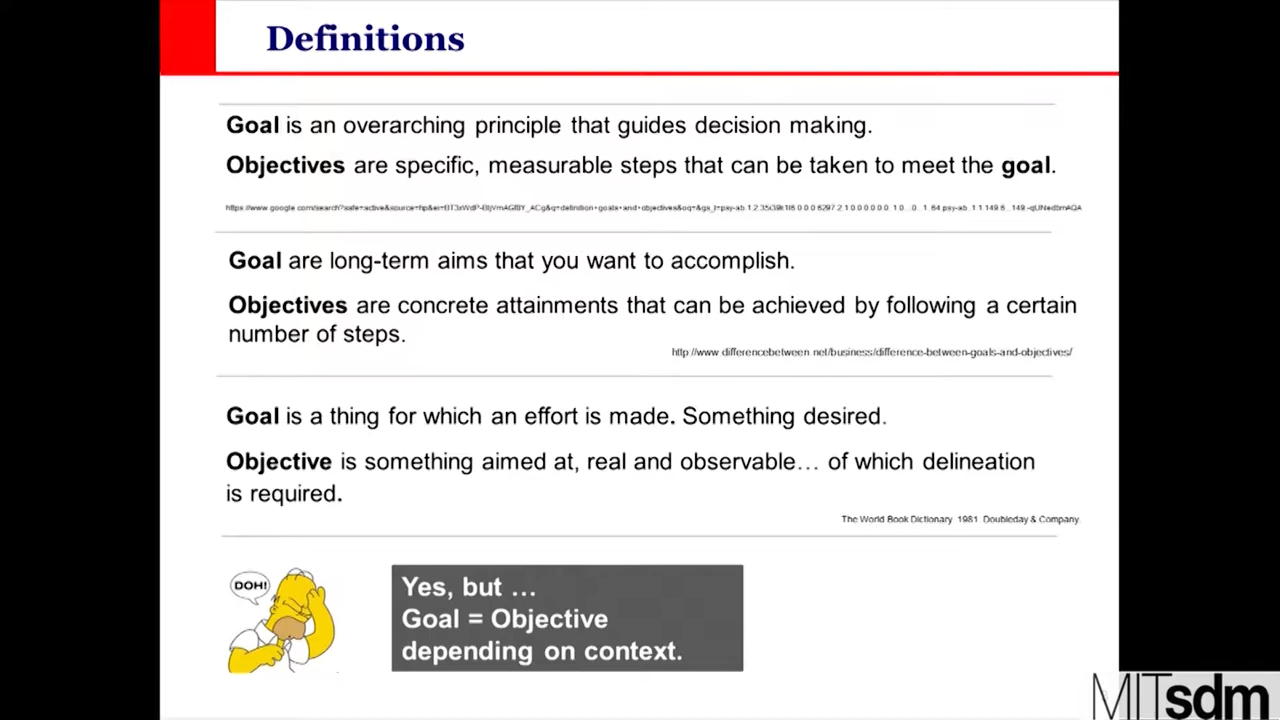 Definitions
Goal is an overarching principle that guides decision making.
Objectives are specific, measurable steps that can be taken to meet the goal.
Goal are long-term aims that you want to accomplish.
Objectives are concrete attainments that can be achieved by following a certain
number of steps.
http://www.differencebetween.net/business/difference-between-goals-and-objectives/
Goal is a thing for which an effort is made. Something desired.
Objective is something aimed at, real and observable… of which delineation
is required.
The World Book Dictionary 1981 Doubleday & Company.
DOH!
Yes, but …
Goal = Objective
depending on context.
MITsdm